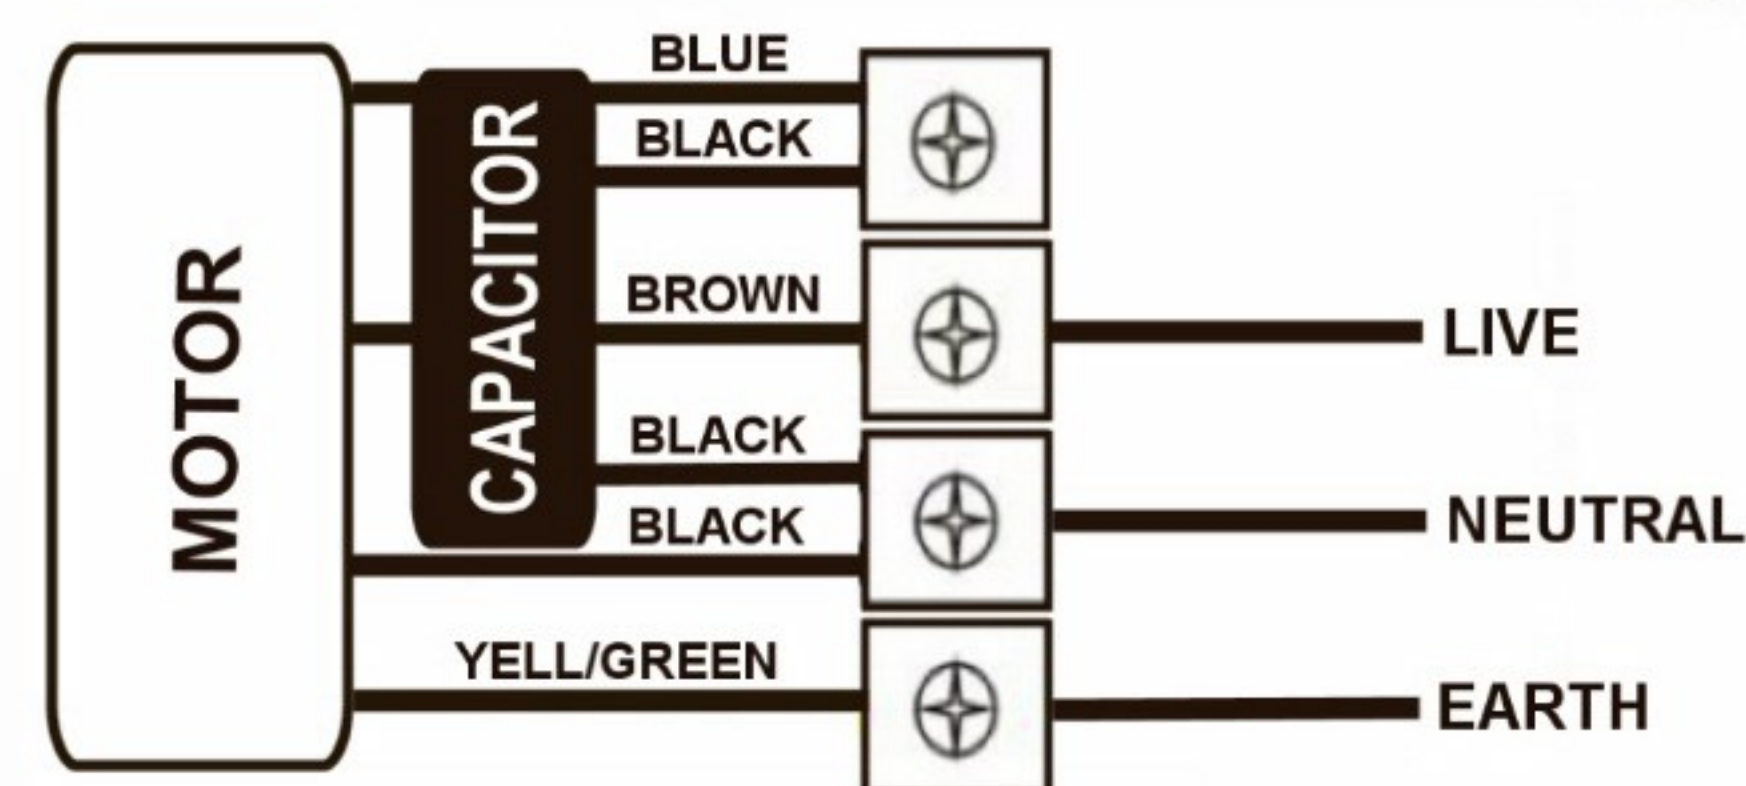 BLUE
BLACK
MOTOR
CAPACITOR
BROWN
LIVE
BLACK
BLACK
NEUTRAL
YELL/GREEN
EARTH